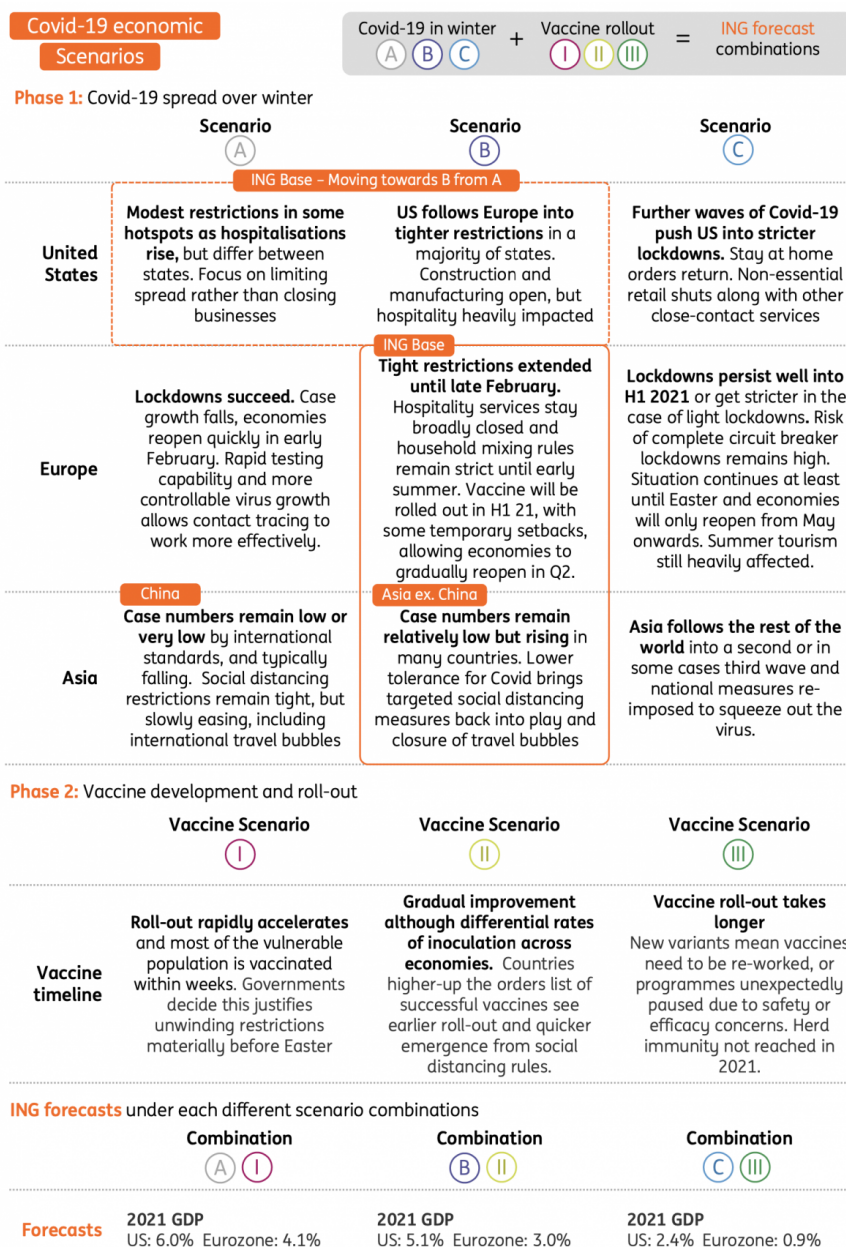 Covid-19 economic
Scenarios
Covid-19 in winter
A B C
+
Vaccine rollout
I II III
=
ING forecast
combinations
Phase 1: Covid-19 spread over winter
Scenario
A
Scenario
B
Scenario
C
ING Base – Moving towards B from A
United
States
Modest restrictions in some
hotspots as hospitalisations
rise, but differ between
states. Focus on limiting
spread rather than closing
businesses
US follows Europe into
tighter restrictions in a
majority of states.
Construction and
manufacturing open, but
hospitality heavily impacted
Further waves of Covid-19
push US into stricter
lockdowns. Stay at home
orders return. Non-essential
retail shuts along with other
close-contact services
ING Base
Europe
Lockdowns succeed. Case
growth falls, economies
reopen quickly in early
February. Rapid testing
capability and more
controllable virus growth
allows contact tracing to
work more effectively.
Tight restrictions extended
until late February.
Hospitality services stay
broadly closed and
household mixing rules
remain strict until early
summer. Vaccine will be
rolled out in H1 21, with
some temporary setbacks,
allowing economies to
gradually reopen in Q2.
Lockdowns persist well into
H1 2021 or get stricter in the
case of light lockdowns. Risk
of complete circuit breaker
lockdowns remains high.
Situation continues at least
until Easter and economies
will only reopen from May
onwards. Summer tourism
still heavily affected.
China
Asia ex. China
Asia
Case numbers remain low or
very low by international
standards, and typically
falling. Social distancing
restrictions remain tight, but
slowly easing, including
international travel bubbles
Case numbers remain
relatively low but rising in
many countries. Lower
tolerance for Covid brings
targeted social distancing
measures back into play and
closure of travel bubbles
Asia follows the rest of the
world into a second or in
some cases third wave and
national measures re-
imposed to squeeze out the
virus.
Phase 2: Vaccine development and roll-out
Vaccine Scenario
I
Vaccine Scenario
II
Vaccine Scenario
III
Vaccine
timeline
Roll-out rapidly accelerates
and most of the vulnerable
population is vaccinated
within weeks. Governments
decide this justifies
unwinding restrictions
materially before Easter
Gradual improvement
although differential rates
of inoculation across
economies. Countries
higher-up the orders list of
successful vaccines see
earlier roll-out and quicker
emergence from social
distancing rules.
Vaccine roll-out takes
longer
New variants mean vaccines
need to be re-worked, or
programmes unexpectedly
paused due to safety or
efficacy concerns. Herd
immunity not reached in
2021.
ING forecasts under each different scenario combinations
Combination
A I
Combination
B II
Combination
C III
Forecasts
2021 GDP
US: 6.0% Eurozone: 4.1%
2021 GDP
US: 5.1% Eurozone: 3.0%
2021 GDP
US: 2.4% Eurozone: 0.9%